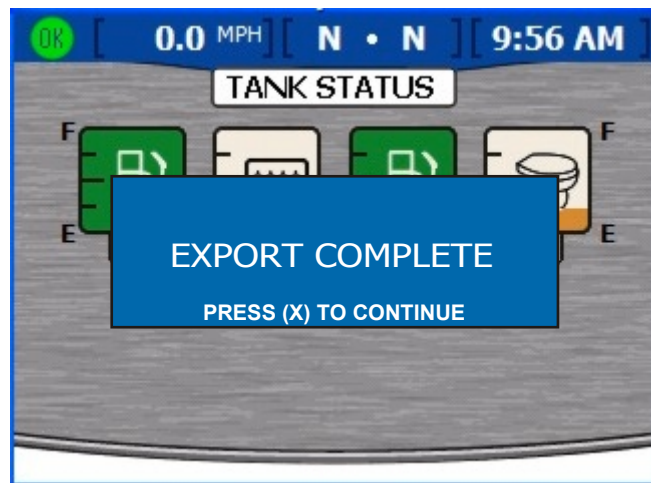 OK [ 0.0 MPH ] [ N • N ] [ 9:56 AM ]
TANK STATUS
F F
E E
EXPORT COMPLETE
PRESS (X) TO CONTINUE